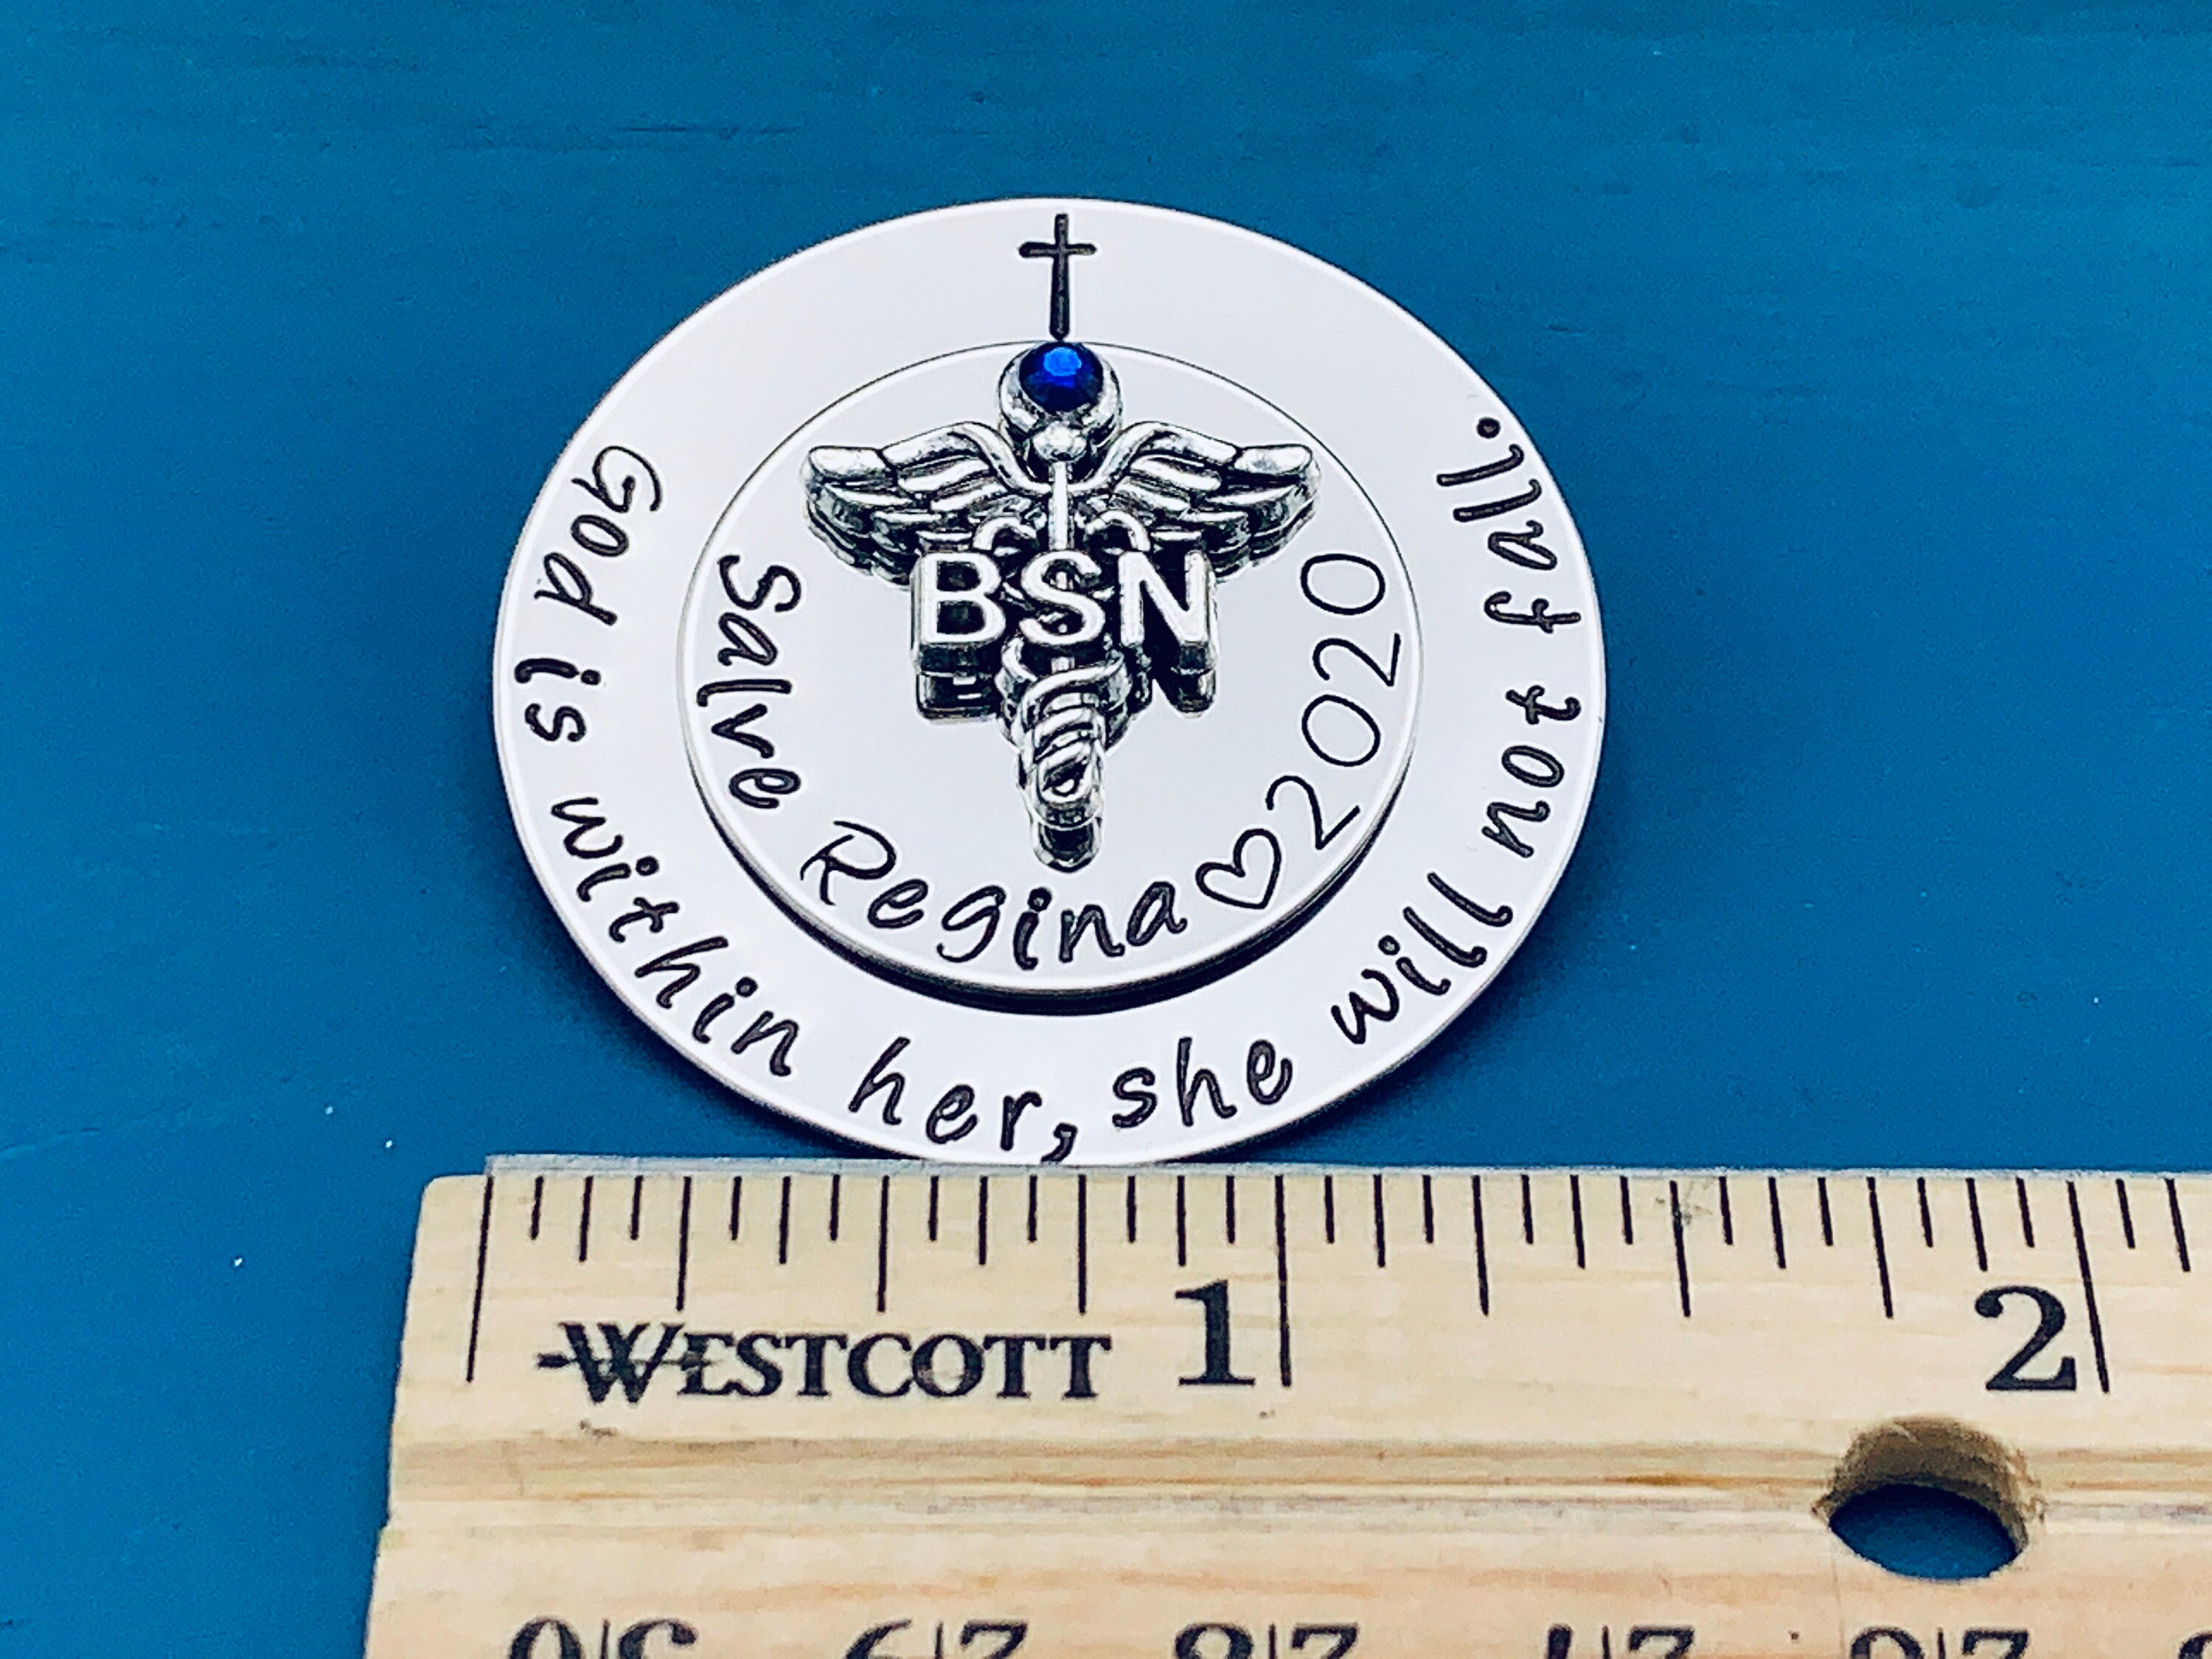 God is within her, she will not fall.
BSN
Salve Regina♡2020
1 2
WESTCOTT